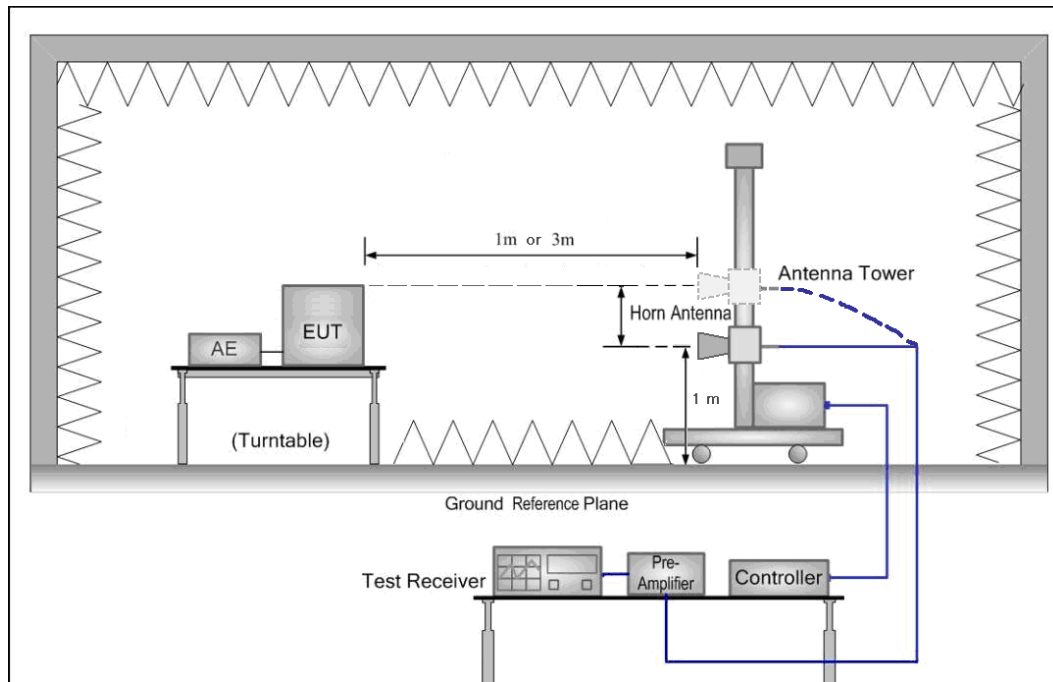 1m or 3m
Antenna Tower
Horn Antenna
EUT
AE
1 m
(Turntable)
Ground Reference Plane
Test Receiver
Pre-
Amplifier
Controller